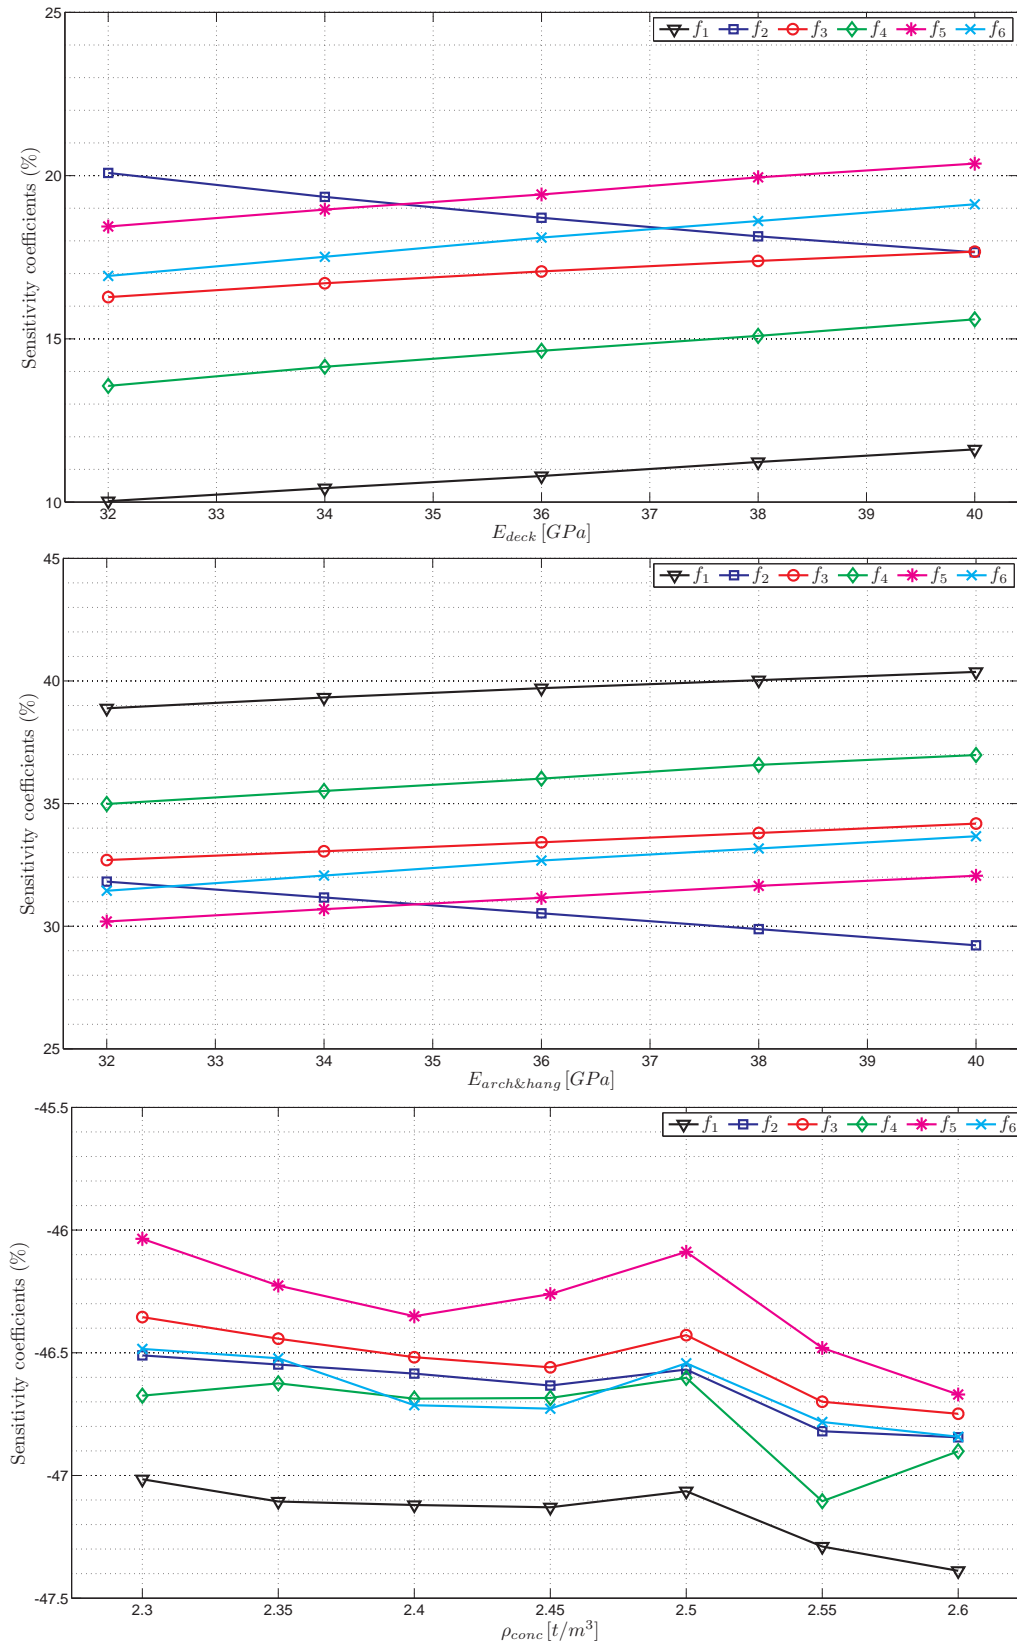 25
f1 f2 f3 f4 f5 f6
20
Sensitivity coefficients (%)
15
10
32 33 34 35 36 37 38 39 40
E_deck [GPa]
45
f1 f2 f3 f4 f5 f6
40
Sensitivity coefficients (%)
35
30
25
32 33 34 35 36 37 38 39 40
E_arch&hang [GPa]
-45.5
f1 f2 f3 f4 f5 f6
-46
Sensitivity coefficients (%)
-46.5
-47
-47.5
2.3 2.35 2.4 2.45 2.5 2.55 2.6
ρ_conc [t/m³]